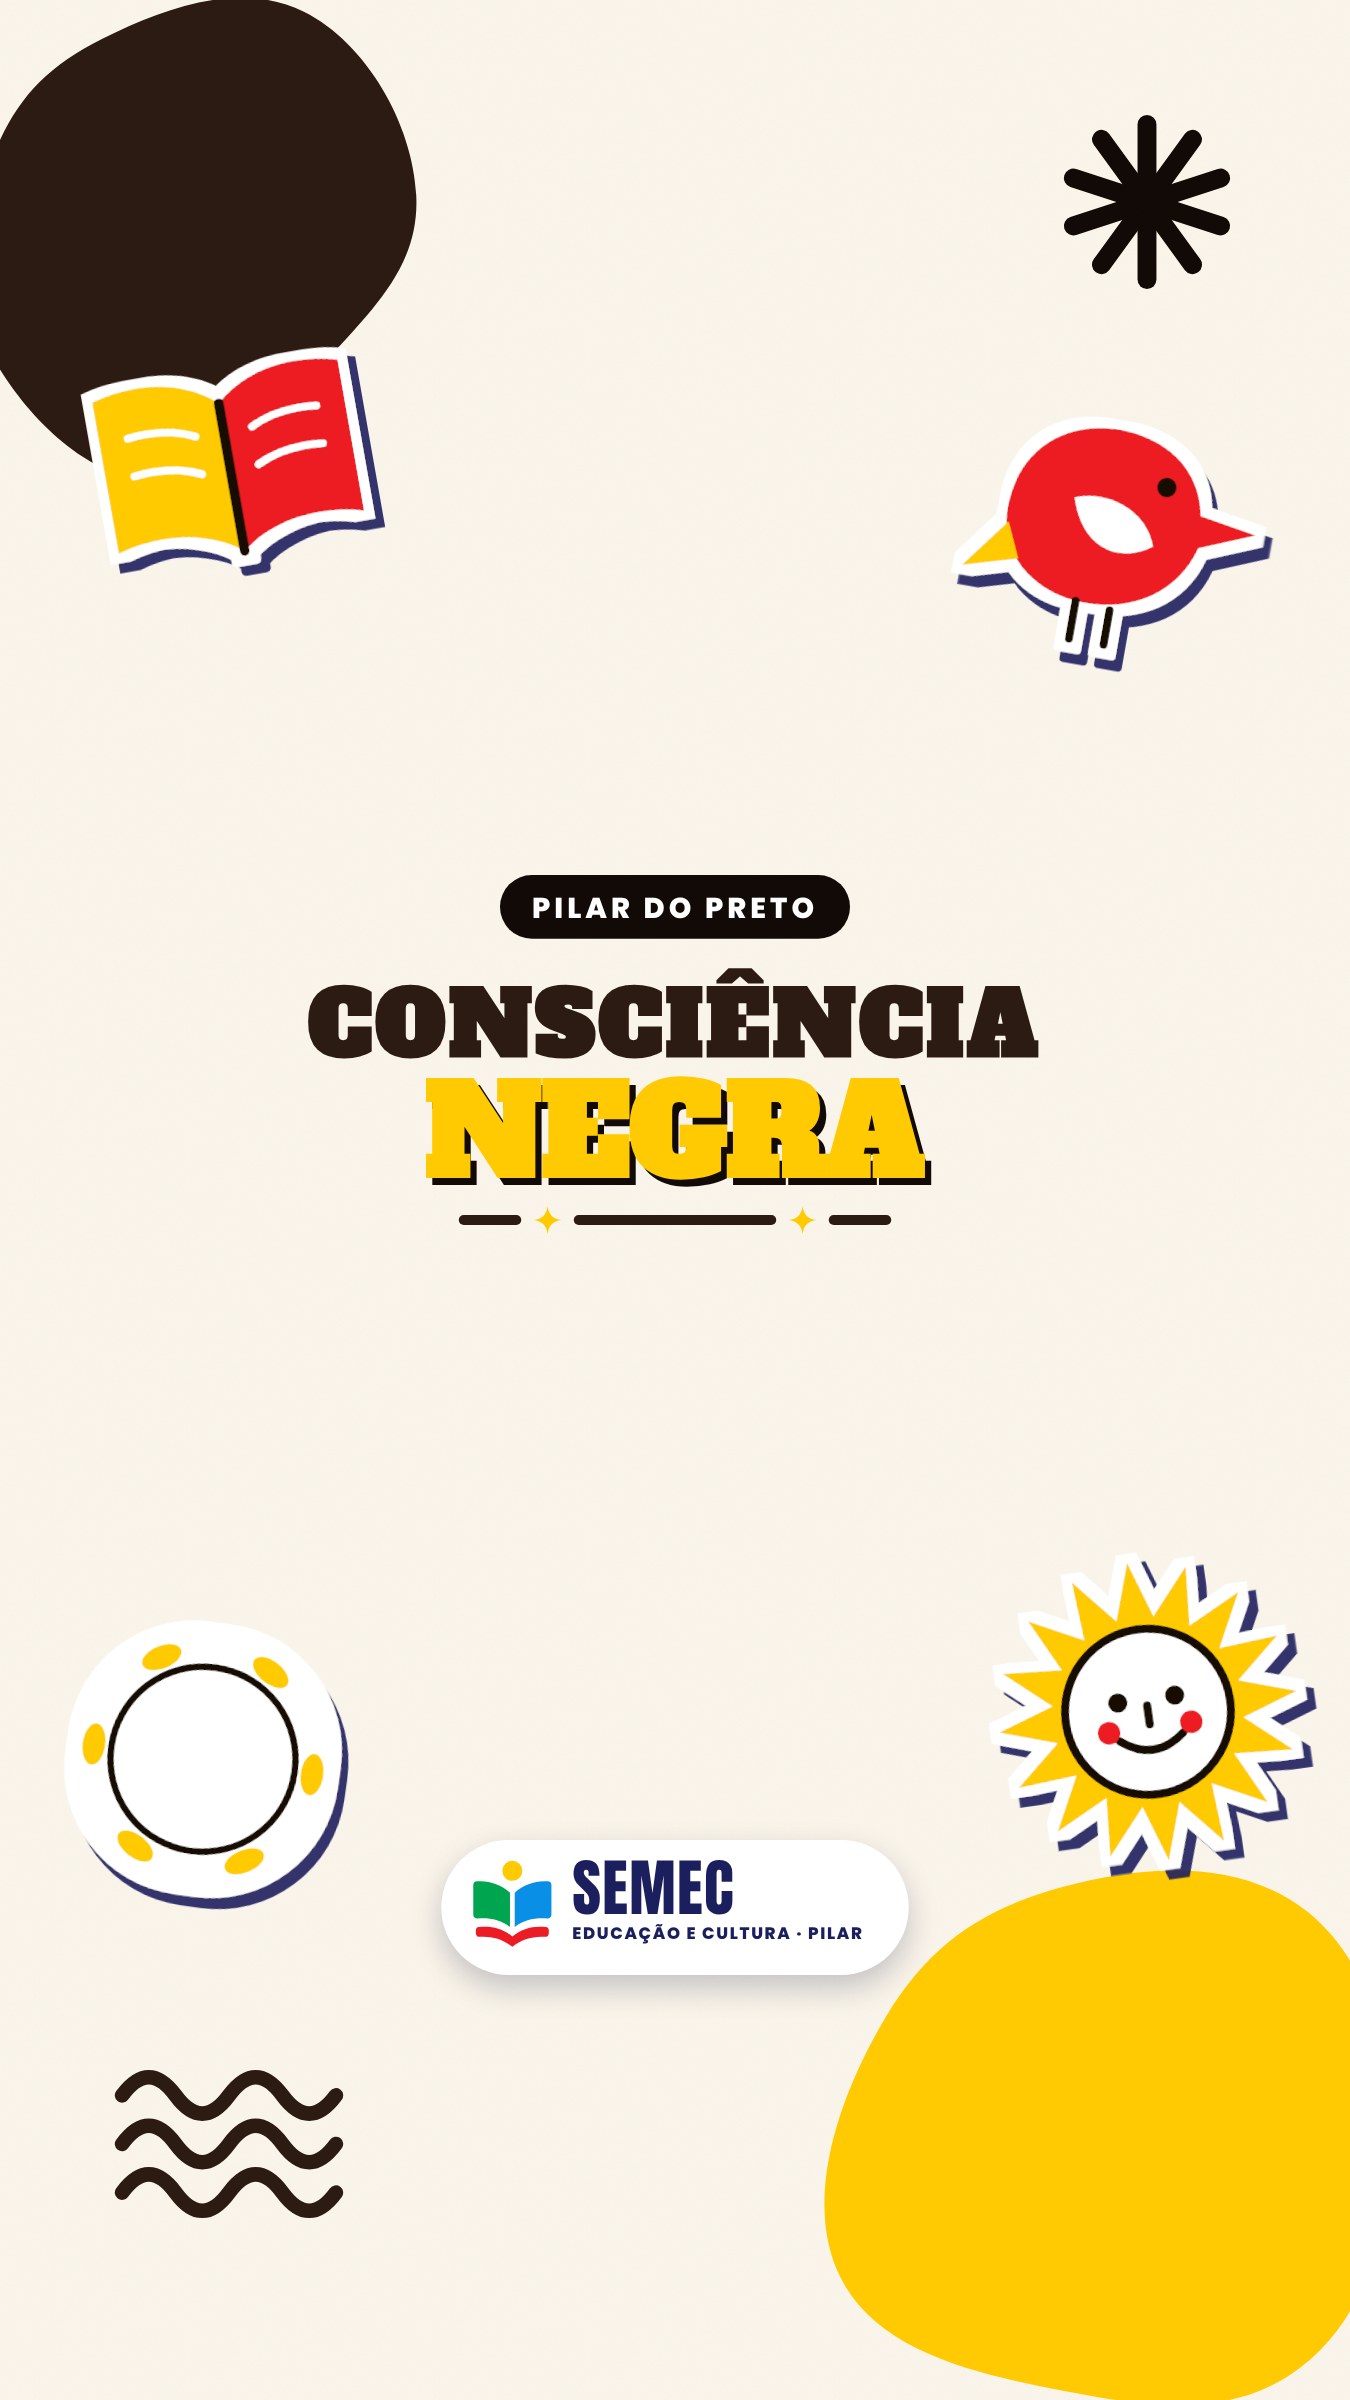 PILAR DO PRETO
CONSCIÊNCIA
NEGRA
SEMEC
EDUCAÇÃO E CULTURA · PILAR